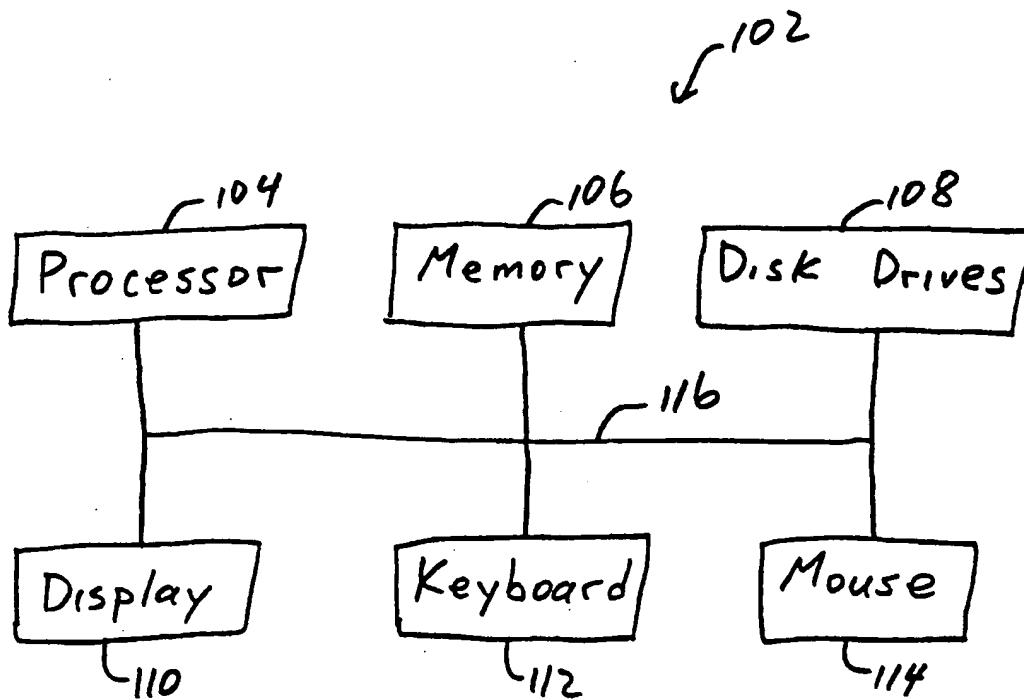 102
104
106
108
Processor
Memory
Disk Drives
116
Display
Keyboard
Mouse
110
112
114